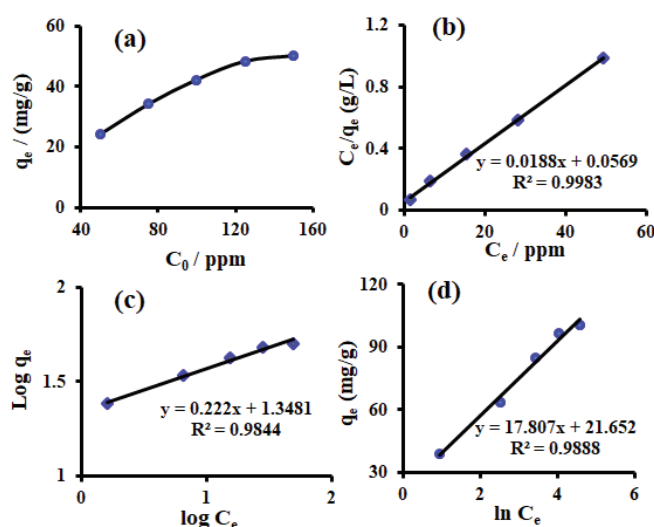 (a)
q_e / (mg/g)
60
40
20
0
40
80
120
160
C_0 / ppm
(b)
C_e/q_e (g/L)
1.2
0.8
0.4
0
y = 0.0188x + 0.0569
R² = 0.9983
0
20
40
60
C_e / ppm
(c)
Log q_e
2
1.5
1
y = 0.222x + 1.3481
R² = 0.9844
0
1
2
log C_e
(d)
q_e (mg/g)
120
90
60
30
y = 17.807x + 21.652
R² = 0.9888
0
2
4
6
ln C_e